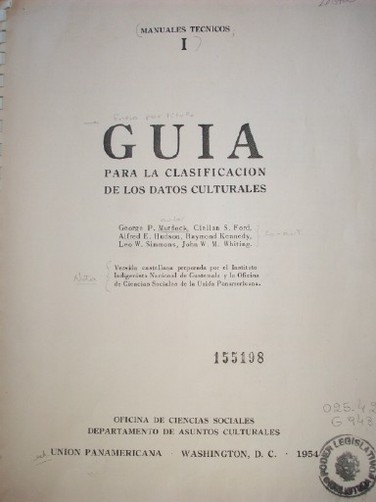 (MANUALES TECNICOS)
I
GUIA
PARA LA CLASIFICACION
DE LOS DATOS CULTURALES
George P. Murdock, Clellan S. Ford,
Alfred E. Hudson, Raymond Kennedy,
Leo W. Simmons, John W. M. Whiting.
Versión castellana preparada por el Instituto
Indigenista Nacional de Guatemala y la Oficina
de Ciencias Sociales de la Unión Panamericana.
Nota
155198
025.42
G 943
OFICINA DE CIENCIAS SOCIALES
DEPARTAMENTO DE ASUNTOS CULTURALES
UNION PANAMERICANA · WASHINGTON, D. C. · 1954
PODER LEGISLATIVO